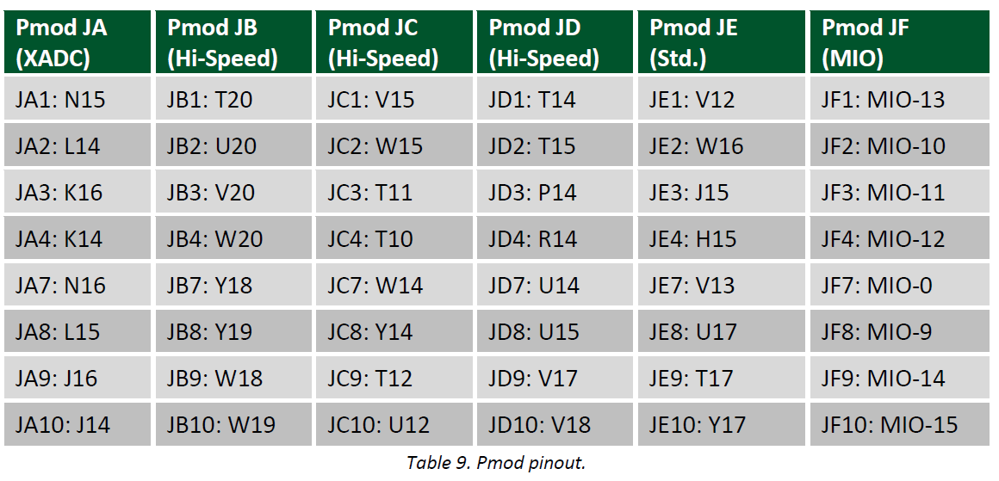 Pmod JA (XADC) Pmod JB (Hi-Speed) Pmod JC (Hi-Speed) Pmod JD (Hi-Speed) Pmod JE (Std.) Pmod JF (MIO)
JA1: N15 JB1: T20 JC1: V15 JD1: T14 JE1: V12 JF1: MIO-13
JA2: L14 JB2: U20 JC2: W15 JD2: T15 JE2: W16 JF2: MIO-10
JA3: K16 JB3: V20 JC3: T11 JD3: P14 JE3: J15 JF3: MIO-11
JA4: K14 JB4: W20 JC4: T10 JD4: R14 JE4: H15 JF4: MIO-12
JA7: N16 JB7: Y18 JC7: W14 JD7: U14 JE7: V13 JF7: MIO-0
JA8: L15 JB8: Y19 JC8: Y14 JD8: U15 JE8: U17 JF8: MIO-9
JA9: J16 JB9: W18 JC9: T12 JD9: V17 JE9: T17 JF9: MIO-14
JA10: J14 JB10: W19 JC10: U12 JD10: V18 JE10: Y17 JF10: MIO-15
Table 9. Pmod pinout.